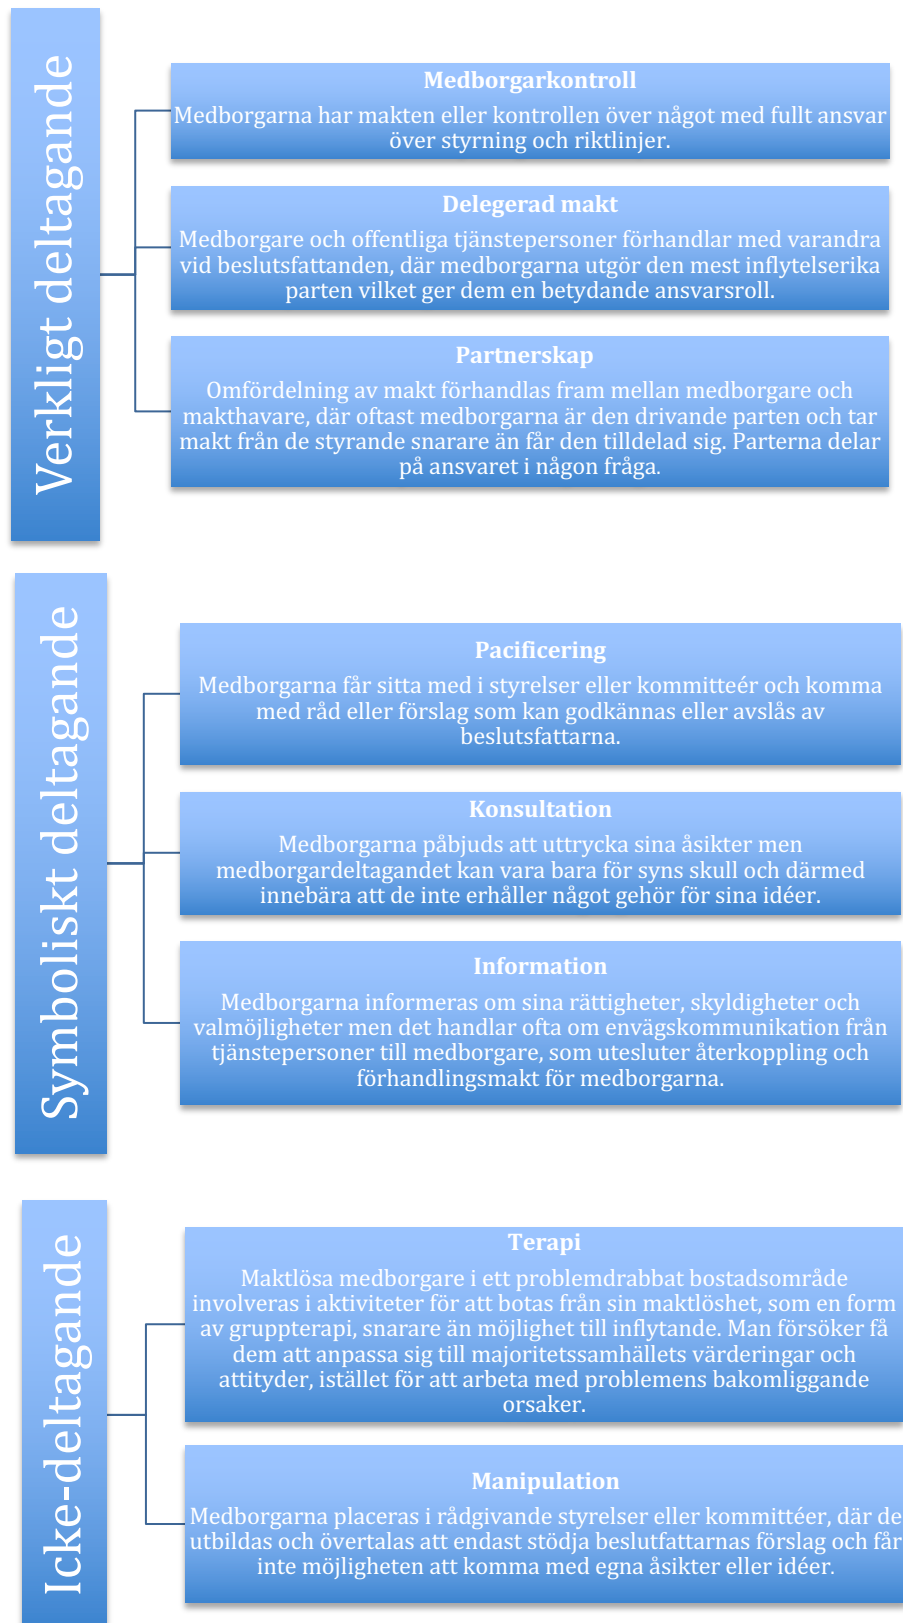 Verkligt deltagande
Medborgarkontroll
Medborgarna har makten eller kontrollen över något med fullt ansvar
över styrning och riktlinjer.
Delegerad makt
Medborgare och offentliga tjänstepersoner förhandlar med varandra
vid beslutsfattanden, där medborgarna utgör den mest inflytelserika
parten vilket ger dem en betydande ansvarsroll.
Partnerskap
Omfördelning av makt förhandlas fram mellan medborgare och
makthavare, där oftast medborgarna är den drivande parten och tar
makt från de styrande snarare än får den tilldelad sig. Parterna delar
på ansvaret i någon fråga.
Symboliskt deltagande
Pacificering
Medborgarna får sitta med i styrelser eller kommitteér och komma
med råd eller förslag som kan godkännas eller avslås av
beslutsfattarna.
Konsultation
Medborgarna påbjuds att uttrycka sina åsikter men
medborgardeltagandet kan vara bara för syns skull och därmed
innebära att de inte erhåller något gehör för sina idéer.
Information
Medborgarna informeras om sina rättigheter, skyldigheter och
valmöjligheter men det handlar ofta om envägskommunikation från
tjänstepersoner till medborgare, som utesluter återkoppling och
förhandlingsmakt för medborgarna.
Icke-deltagande
Terapi
Maktlösa medborgare i ett problemdrabbat bostadsområde
involveras i aktiviteter för att botas från sin maktlöshet, som en form
av gruppterapi, snarare än möjlighet till inflytande. Man försöker få
dem att anpassa sig till majoritetssamhällets värderingar och
attityder, istället för att arbeta med problemens bakomliggande
orsaker.
Manipulation
Medborgarna placeras i rådgivande styrelser eller kommittéer, där de
utbildas och övertalas att endast stödja beslutfattarnas förslag och får
inte möjligheten att komma med egna åsikter eller idéer.